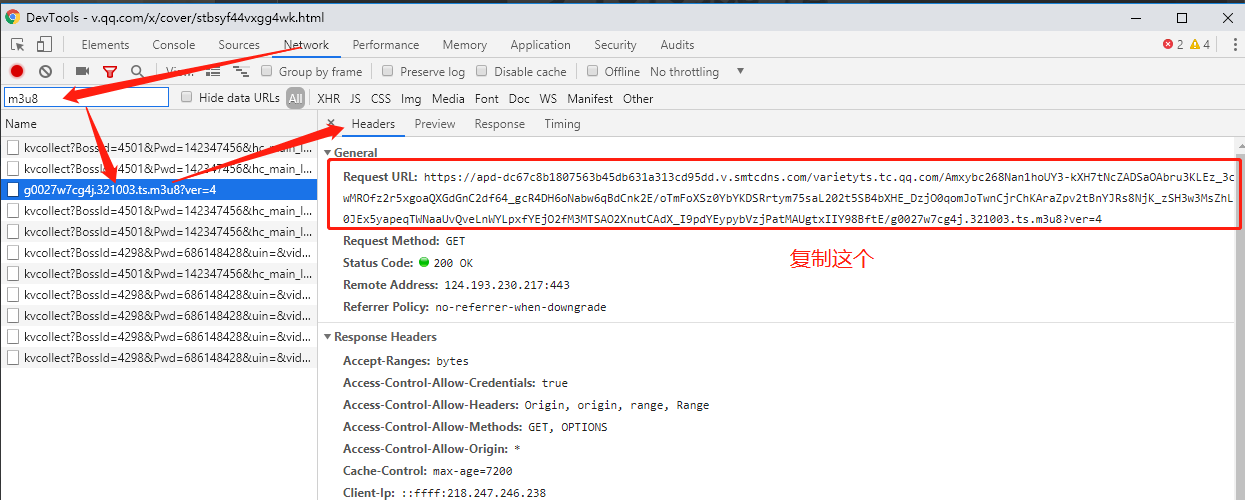 DevTools - v.qq.com/x/cover/stbsyf44vxgg4wk.html
Elements Console Sources Network Performance Memory Application Security Audits 2 4
View: Group by frame Preserve log Disable cache Offline No throttling
m3u8 Hide data URLs All XHR JS CSS Img Media Font Doc WS Manifest Other
Name
kvcollect?BossId=4501&Pwd=142347456&hc_main_l...
kvcollect?BossId=4501&Pwd=142347456&hc_main_l...
g0027w7cg4j.321003.ts.m3u8?ver=4
kvcollect?BossId=4501&Pwd=142347456&hc_main_l...
kvcollect?BossId=4501&Pwd=142347456&hc_main_l...
kvcollect?BossId=4298&Pwd=686148428&uin=&vid...
kvcollect?BossId=4501&Pwd=142347456&hc_main_l...
kvcollect?BossId=4298&Pwd=686148428&uin=&vid...
kvcollect?BossId=4298&Pwd=686148428&uin=&vid...
kvcollect?BossId=4298&Pwd=686148428&uin=&vid...
kvcollect?BossId=4298&Pwd=686148428&uin=&vid...
Headers Preview Response Timing
General
Request URL: https://apd-dc67c8b1807563b45db631a313cd95dd.v.smtcdns.com/varietyts.tc.qq.com/Amxybc268Nan1hoUY3-kXH7tNcZADSaOAbru3KLEz_3c
wMROfz2r5xgoaQXGdGnC2df64_gcR4DH6oNabw6qBdCnk2E/oTmFoXSz0YbYKDSRrtym75saL202t5SB4bXHE_DzjO0qomJoTwnCjrChKAraZpv2tBnYJRs8NjK_zSH3w3MsZhL
0JEx5yapeqTWNaaUvQveLnWYLpxfYEjO2fM3MTSAO2XnutCAdX_I9pdYEypybVzjPatMAUgtxIIY98BftE/g0027w7cg4j.321003.ts.m3u8?ver=4
Request Method: GET
Status Code: 200 OK
复制这个
Remote Address: 124.193.230.217:443
Referrer Policy: no-referrer-when-downgrade
Response Headers
Accept-Ranges: bytes
Access-Control-Allow-Credentials: true
Access-Control-Allow-Headers: Origin, origin, range, Range
Access-Control-Allow-Methods: GET, OPTIONS
Access-Control-Allow-Origin: *
Cache-Control: max-age=7200
Client-Ip: ::ffff:218.247.246.238